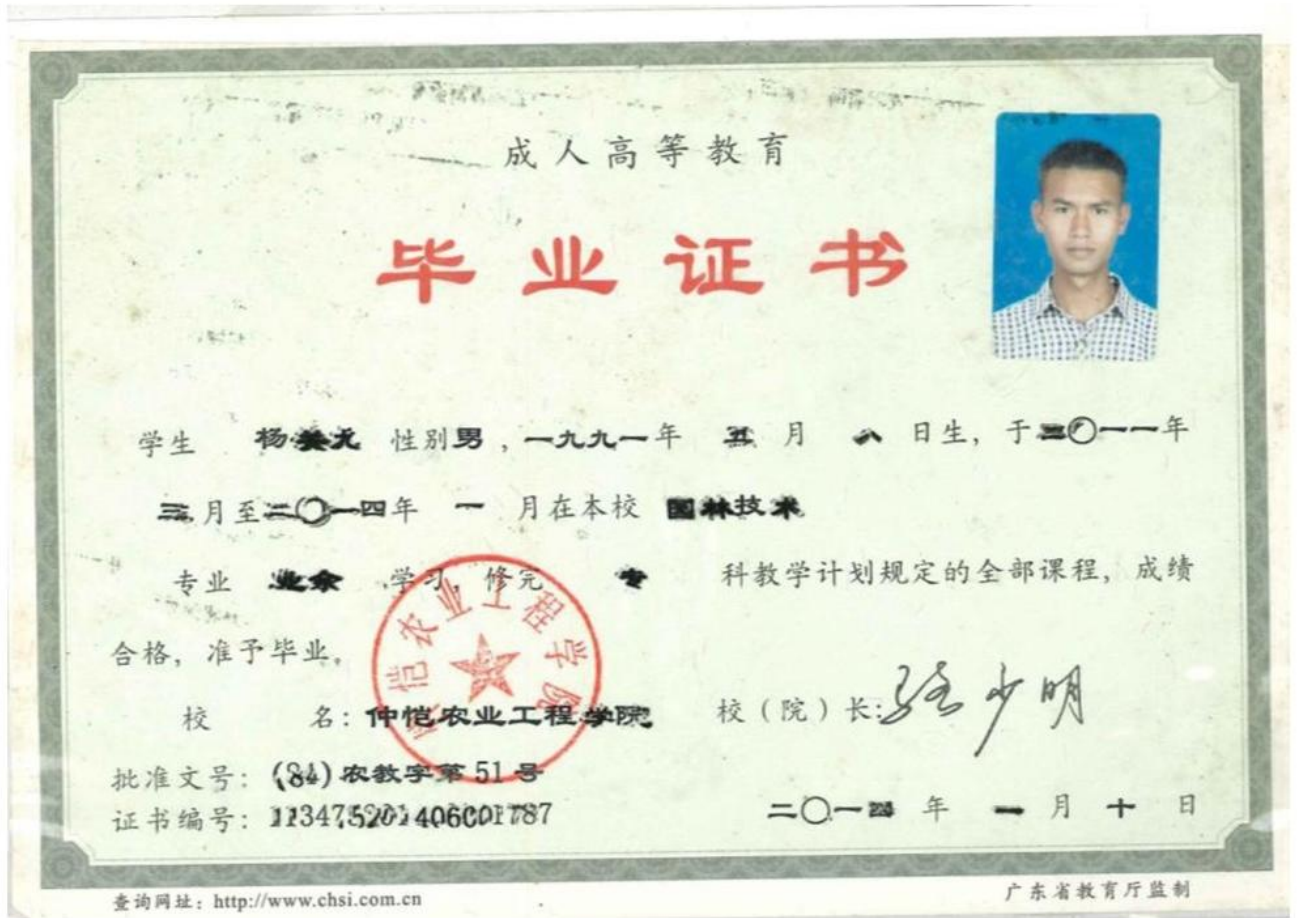 成人高等教育
毕业证书
学生 杨 性别男，一九九一年 五 月 八 日生，于二〇一一年
三月至二〇一四年 一 月在本校 园林技术
专业 业余 学习，修完 专 科教学计划规定的全部课程，成绩
合格，准予毕业。
校 名：仲恺农业工程学院 校（院）长：骆少明
批准文号：(84)农教字第51号
证书编号： 二〇一四 年 一 月 十 日
查询网址：http://www.chsi.com.cn 广东省教育厅监制